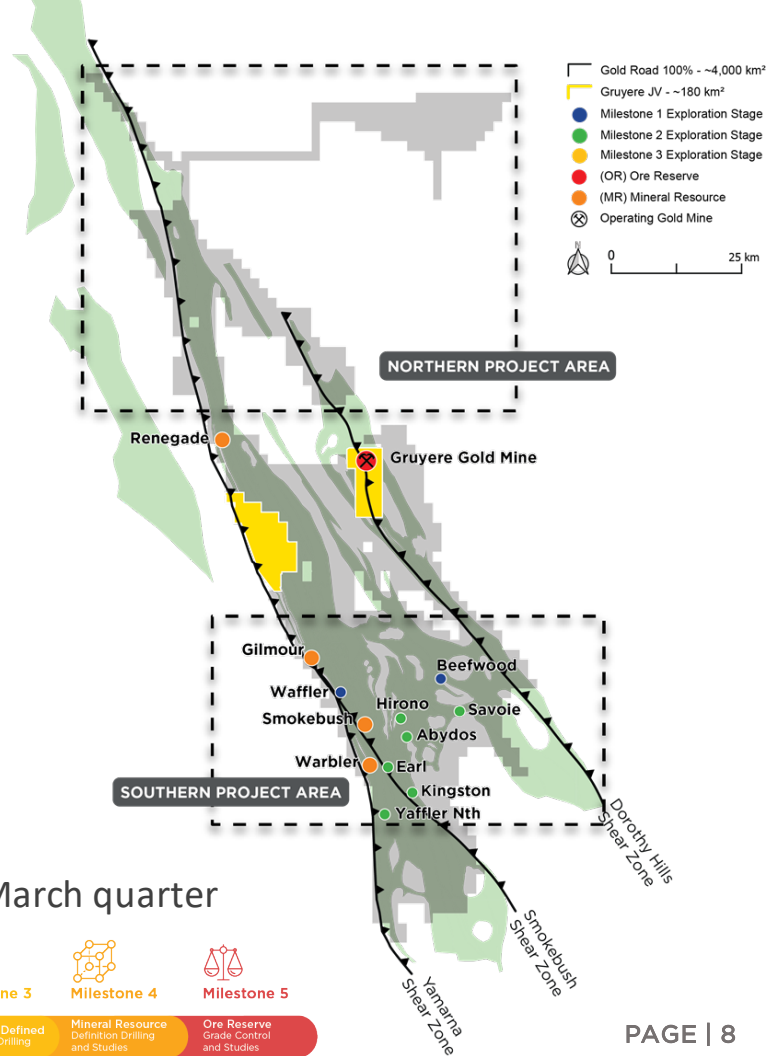 Gold Road 100% - ~4,000 km²
Gruyere JV - ~180 km²
Milestone 1 Exploration Stage
Milestone 2 Exploration Stage
Milestone 3 Exploration Stage
(OR) Ore Reserve
(MR) Mineral Resource
Operating Gold Mine
N
0
25 km
NORTHERN PROJECT AREA
Renegade
Gruyere Gold Mine
Gilmour
Beefwood
Waffler
Hirono
Savoie
Smokebush
Abydos
Warbler
Earl
SOUTHERN PROJECT AREA
Kingston
Yaffler Nth
Dorothy Hills
Shear Zone
Smokebush
Shear Zone
Yamarna
Shear Zone
March quarter
ne 3
Milestone 4
Milestone 5
Defined
Drilling
Mineral Resource
Definition Drilling
and Studies
Ore Reserve
Grade Control
and Studies
PAGE | 8